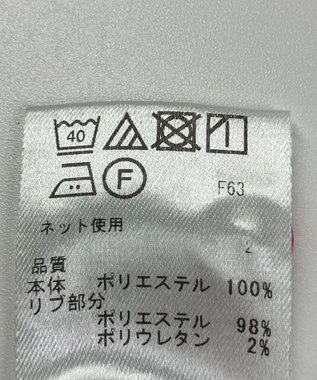 40
F F63
ネット使用
2
品質
本体 ポリエステル 100%
リブ部分
ポリエステル 98%
ポリウレタン 2%